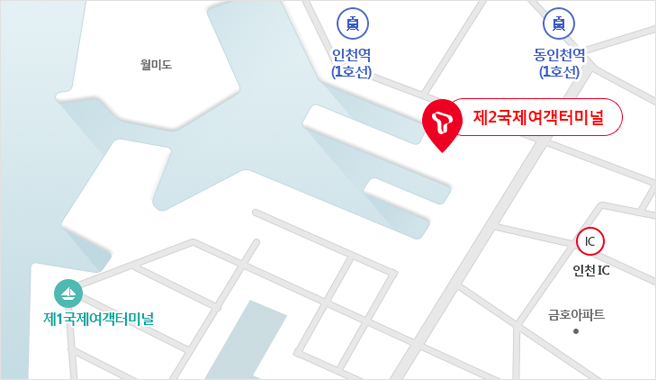 월미도
인천역
(1호선)
동인천역
(1호선)
제2국제여객터미널
IC
인천 IC
금호아파트
제1국제여객터미널